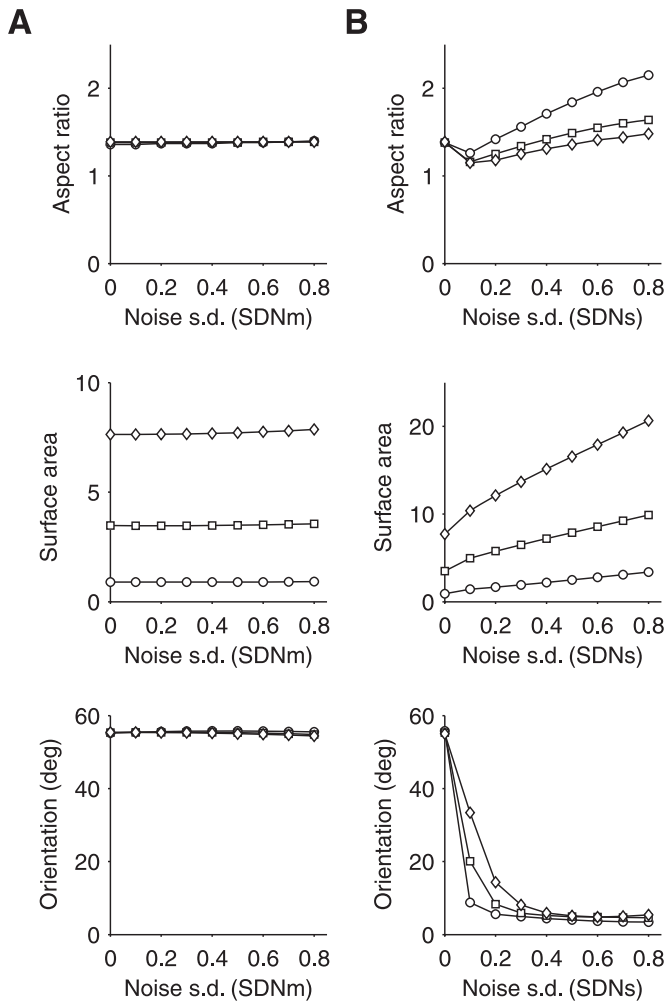 A
B
2
1
0
Aspect ratio
0 0.2 0.4 0.6 0.8
Noise s.d. (SDNm)
2
1
0
Aspect ratio
0 0.2 0.4 0.6 0.8
Noise s.d. (SDNs)
10
5
0
Surface area
0 0.2 0.4 0.6 0.8
Noise s.d. (SDNm)
20
10
0
Surface area
0 0.2 0.4 0.6 0.8
Noise s.d. (SDNs)
60
40
20
0
Orientation (deg)
0 0.2 0.4 0.6 0.8
Noise s.d. (SDNm)
60
40
20
0
Orientation (deg)
0 0.2 0.4 0.6 0.8
Noise s.d. (SDNs)